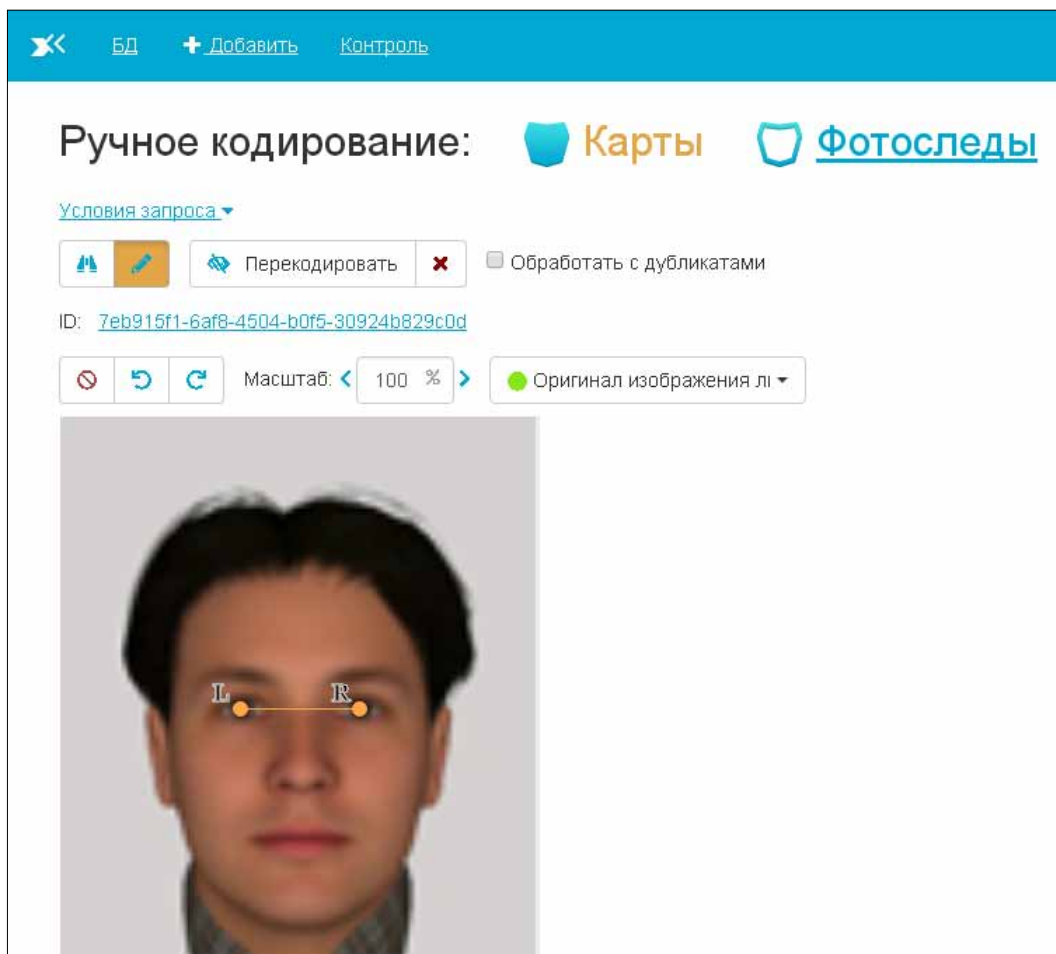 БД + Добавить Контроль
Ручное кодирование: Карты Фотоследы
Условия запроса
Перекодировать Обработать с дубликатами
ID: 7eb915f1-6af8-4504-b0f5-30924b829c0d
Масштаб: 100 % Оригинал изображения
L R